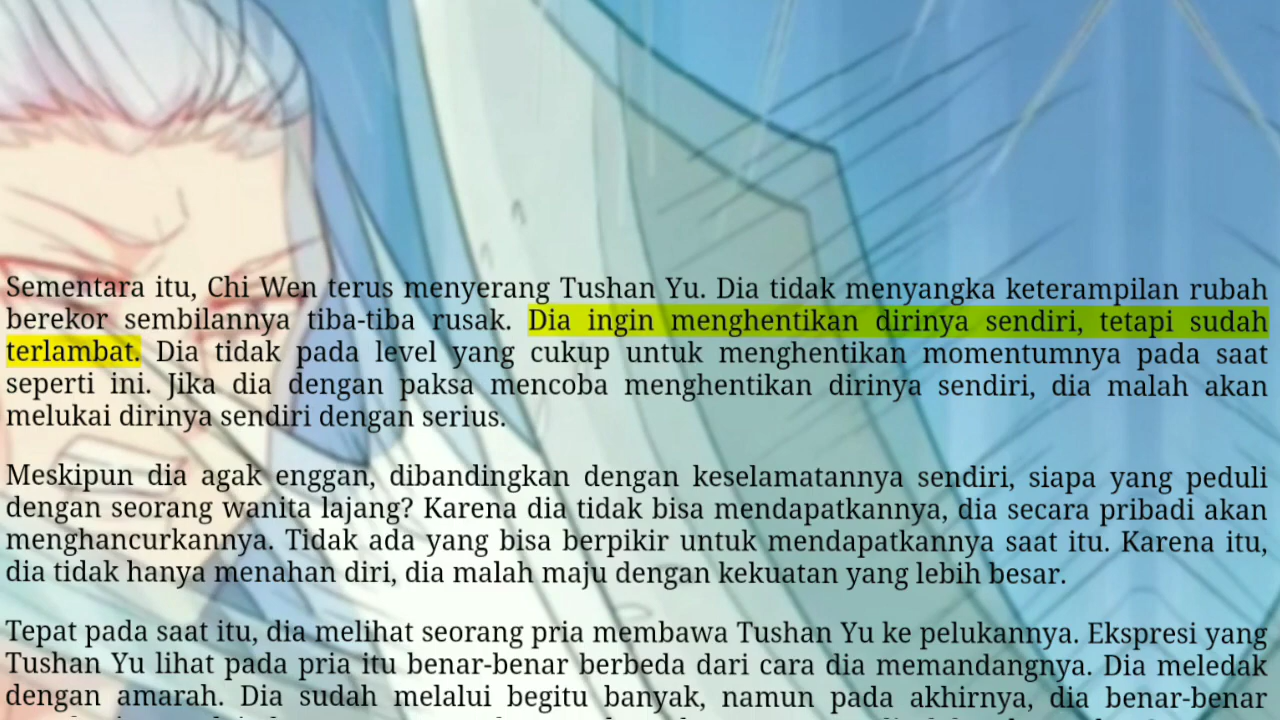 Sementara itu, Chi Wen terus menyerang Tushan Yu. Dia tidak menyangka keterampilan rubah
berekor sembilannya tiba-tiba rusak. Dia ingin menghentikan dirinya sendiri, tetapi sudah
terlambat. Dia tidak pada level yang cukup untuk menghentikan momentumnya pada saat
seperti ini. Jika dia dengan paksa mencoba menghentikan dirinya sendiri, dia malah akan
melukai dirinya sendiri dengan serius.
Meskipun dia agak enggan, dibandingkan dengan keselamatannya sendiri, siapa yang peduli
dengan seorang wanita lajang? Karena dia tidak bisa mendapatkannya, dia secara pribadi akan
menghancurkannya. Tidak ada yang bisa berpikir untuk mendapatkannya saat itu. Karena itu,
dia tidak hanya menahan diri, dia malah maju dengan kekuatan yang lebih besar.
Tepat pada saat itu, dia melihat seorang pria membawa Tushan Yu ke pelukannya. Ekspresi yang
Tushan Yu lihat pada pria itu benar-benar berbeda dari cara dia memandangnya. Dia meledak
dengan amarah. Dia sudah melalui begitu banyak, namun pada akhirnya, dia benar-benar